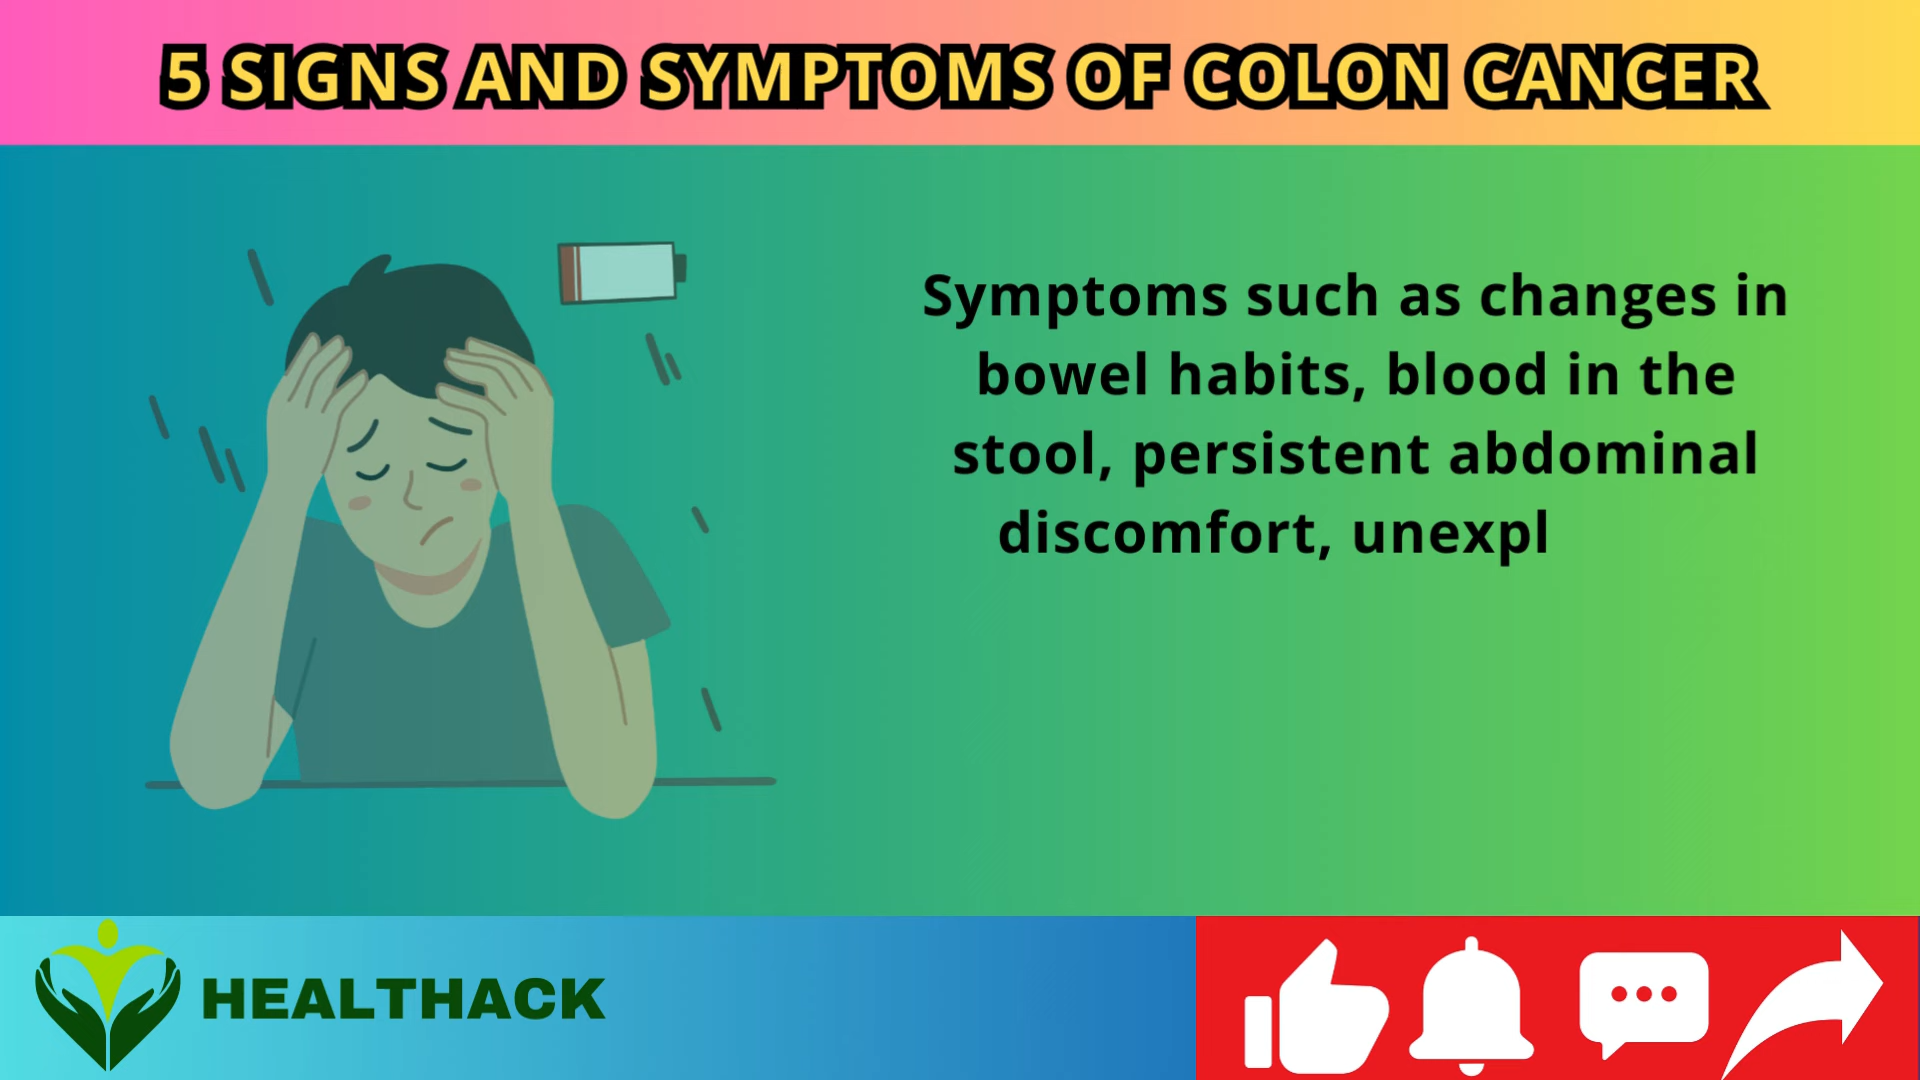 5 SIGNS AND SYMPTOMS OF COLON CANCER
Symptoms such as changes in
bowel habits, blood in the
stool, persistent abdominal
discomfort, unexpl
HEALTHACK